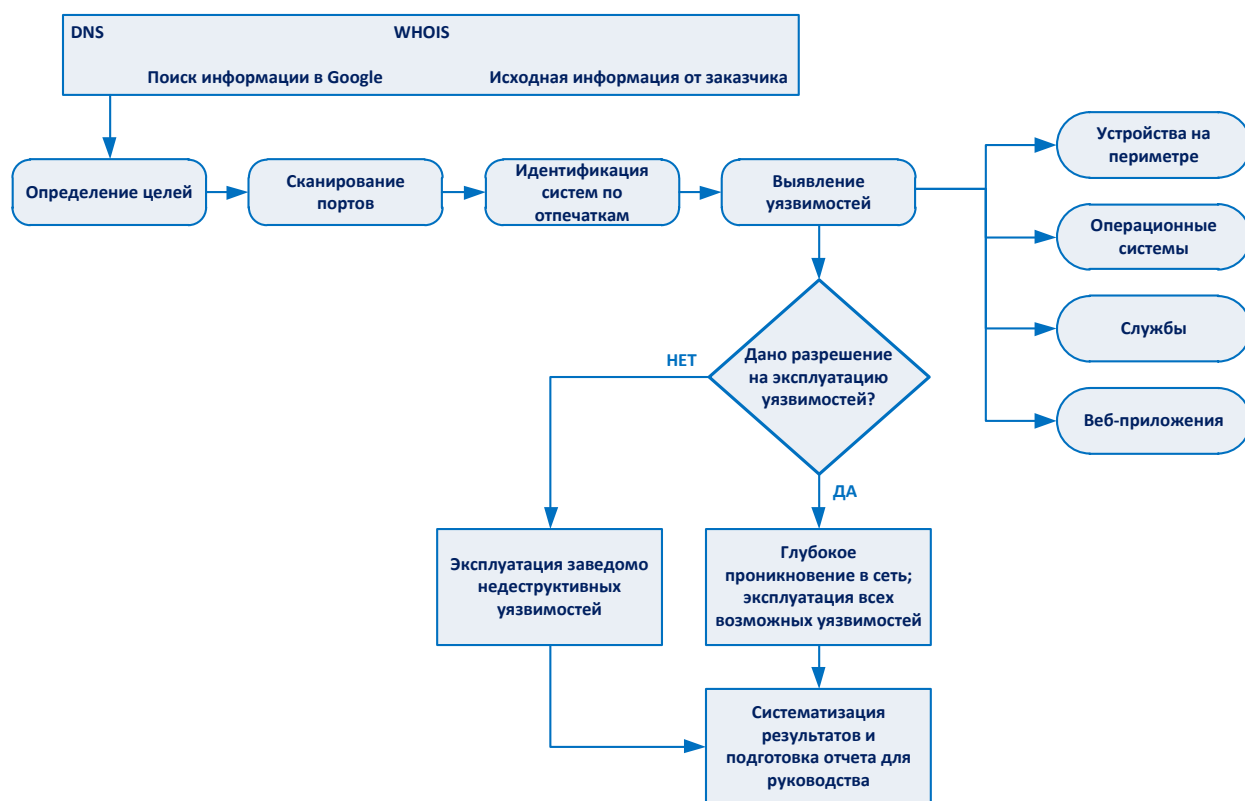 DNS
WHOIS
Поиск информации в Google
Исходная информация от заказчика
Определение целей
Сканирование
портов
Идентификация
систем по
отпечаткам
Выявление
уязвимостей
Устройства на
периметре
Операционные
системы
Службы
Веб-приложения
Дано разрешение
на эксплуатацию
уязвимостей?
НЕТ
ДА
Эксплуатация заведомо
недеструктивных
уязвимостей
Глубокое
проникновение в сеть;
эксплуатация всех
возможных уязвимостей
Систематизация
результатов и
подготовка отчета для
руководства